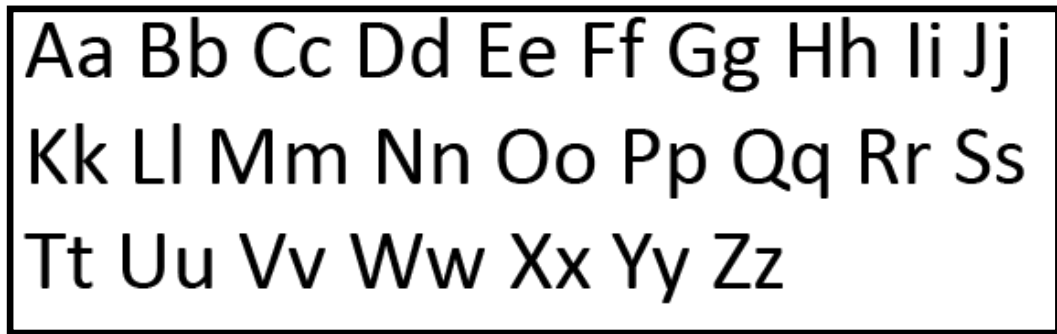 Aa Bb Cc Dd Ee Ff Gg Hh Ii Jj
Kk Ll Mm Nn Oo Pp Qq Rr Ss
Tt Uu Vv Ww Xx Yy Zz